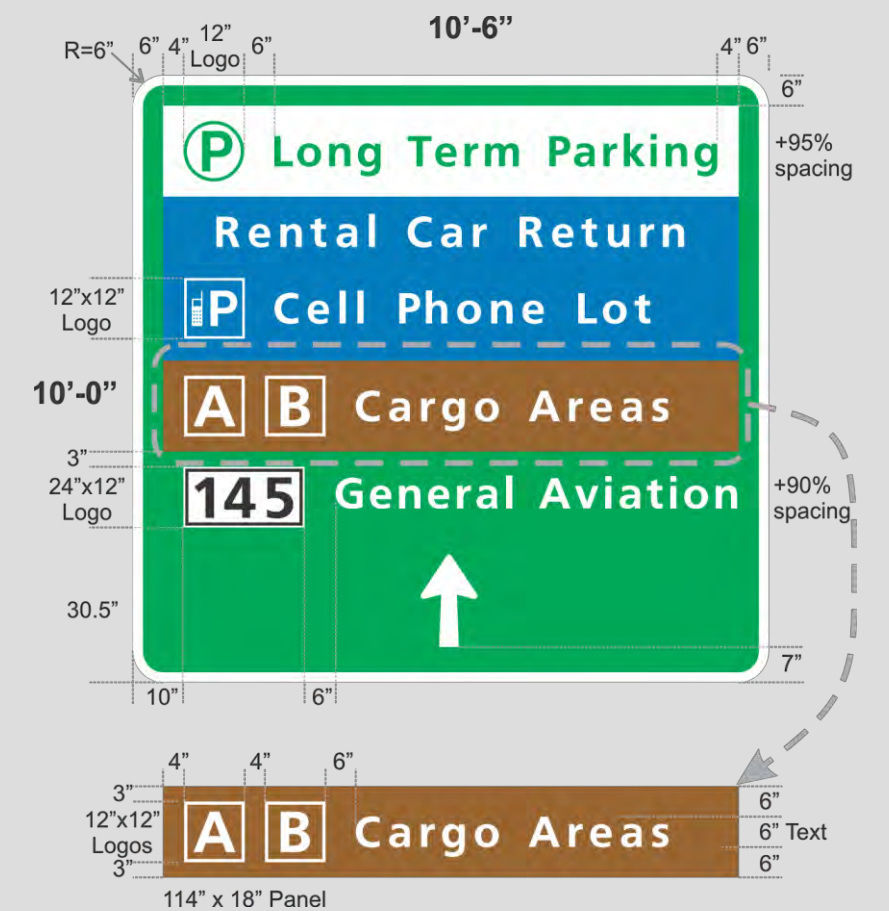 10’-6”
R=6” 6” 4” 12” Logo 6” 4” 6”
6”
P Long Term Parking
+95% spacing
Rental Car Return
12”x12” Logo
P Cell Phone Lot
10’-0”
A B Cargo Areas
3”
24”x12” Logo
145 General Aviation
+90% spacing
30.5”
7”
10” 6”
4” 4” 6”
3” 6”
12”x12” Logos
A B Cargo Areas
6” Text
3” 6”
114” x 18” Panel